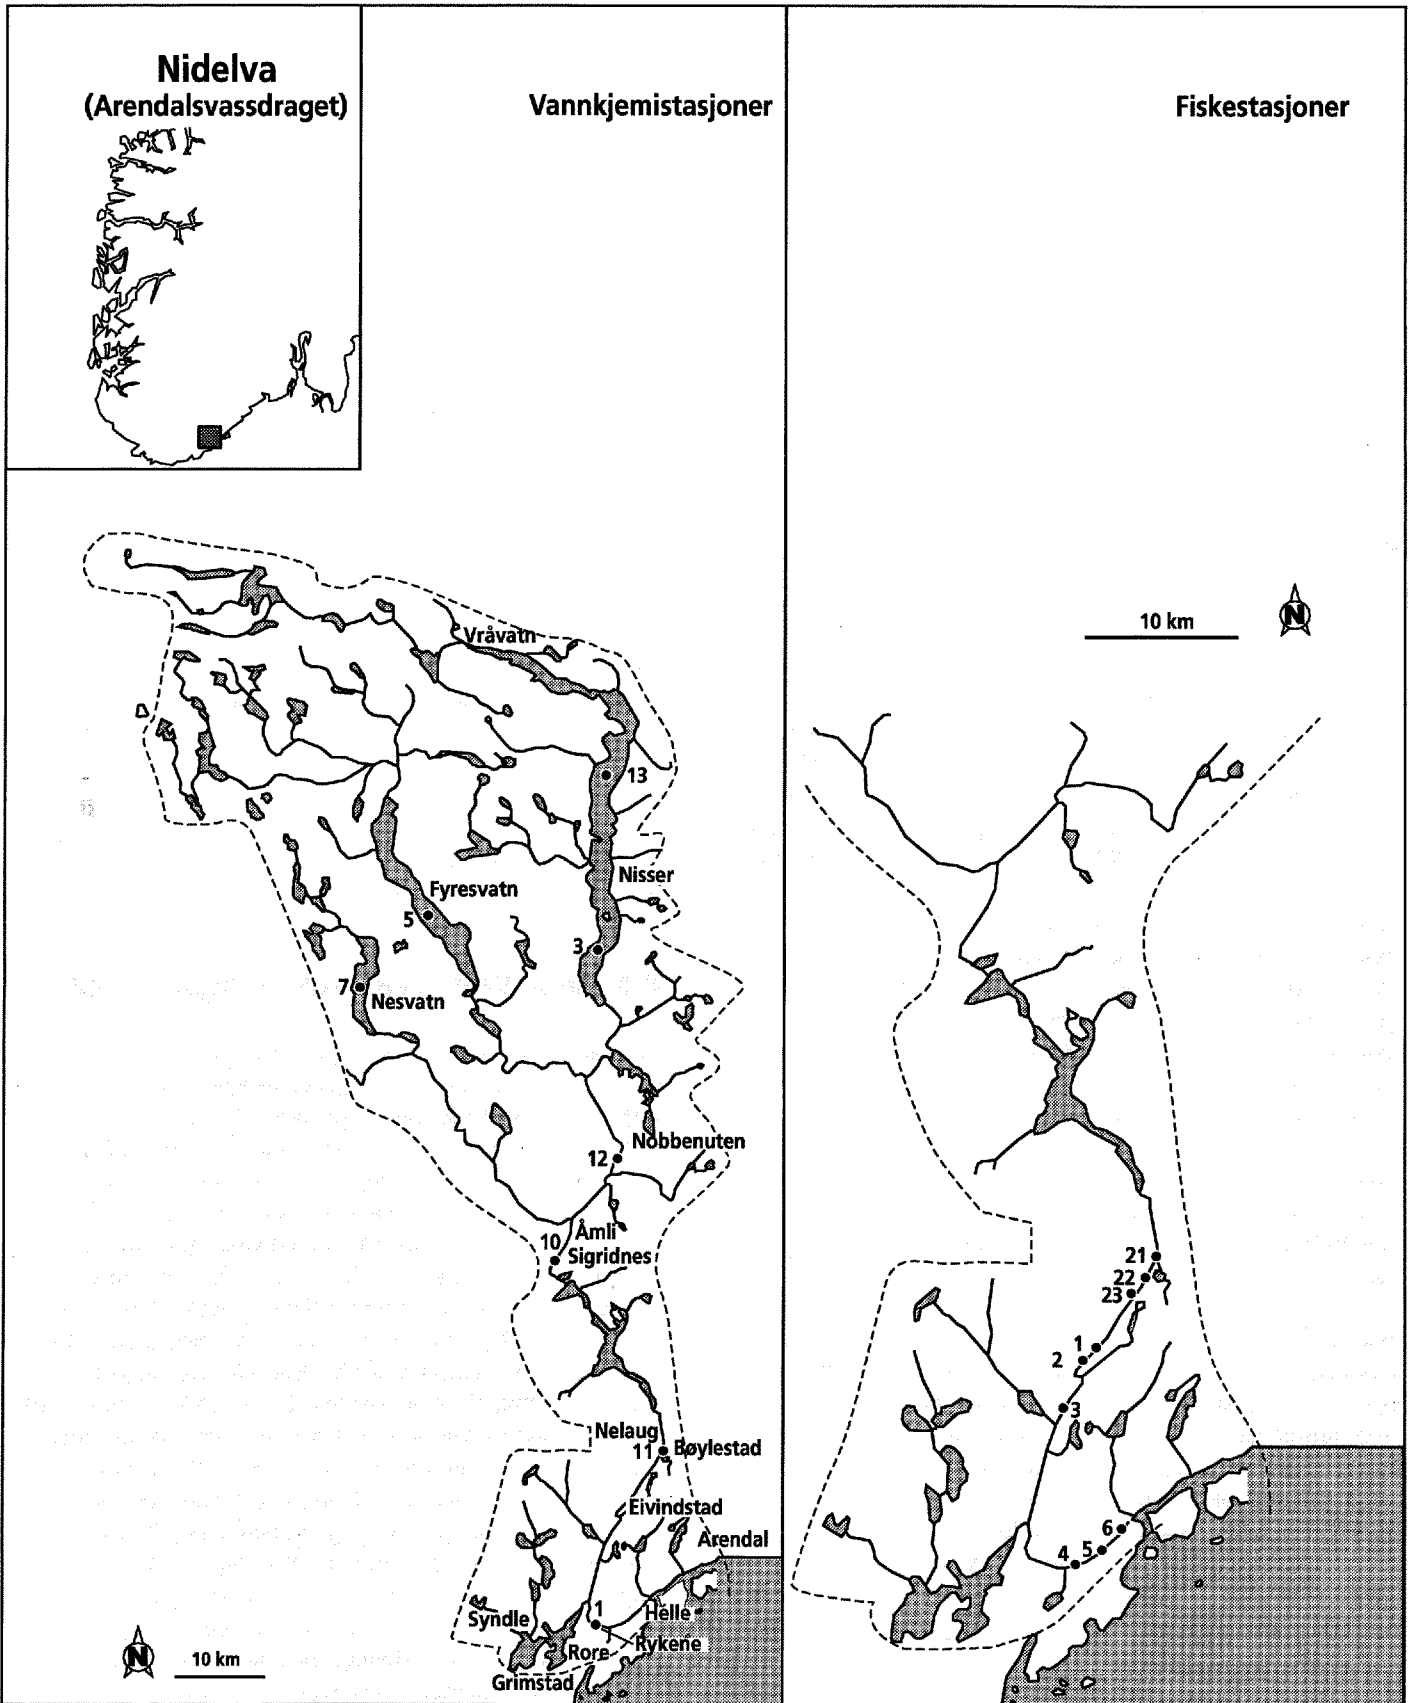 Nidelva
(Arendalsvassdraget)
Vannkjemistasjoner
Fiskestasjoner
10 km
N
Vråvatn
13
Nisser
Fyresvatn
5
3
7
Nesvatn
Nobbenuten
12
Åmli
10
Sigridnes
Nelaug
11
Bøylestad
Eivindstad
Arendal
1
Helle
Syndle
Rykene
Rore
Grimstad
N
10 km
21
22
23
1
2
3
6
5
4